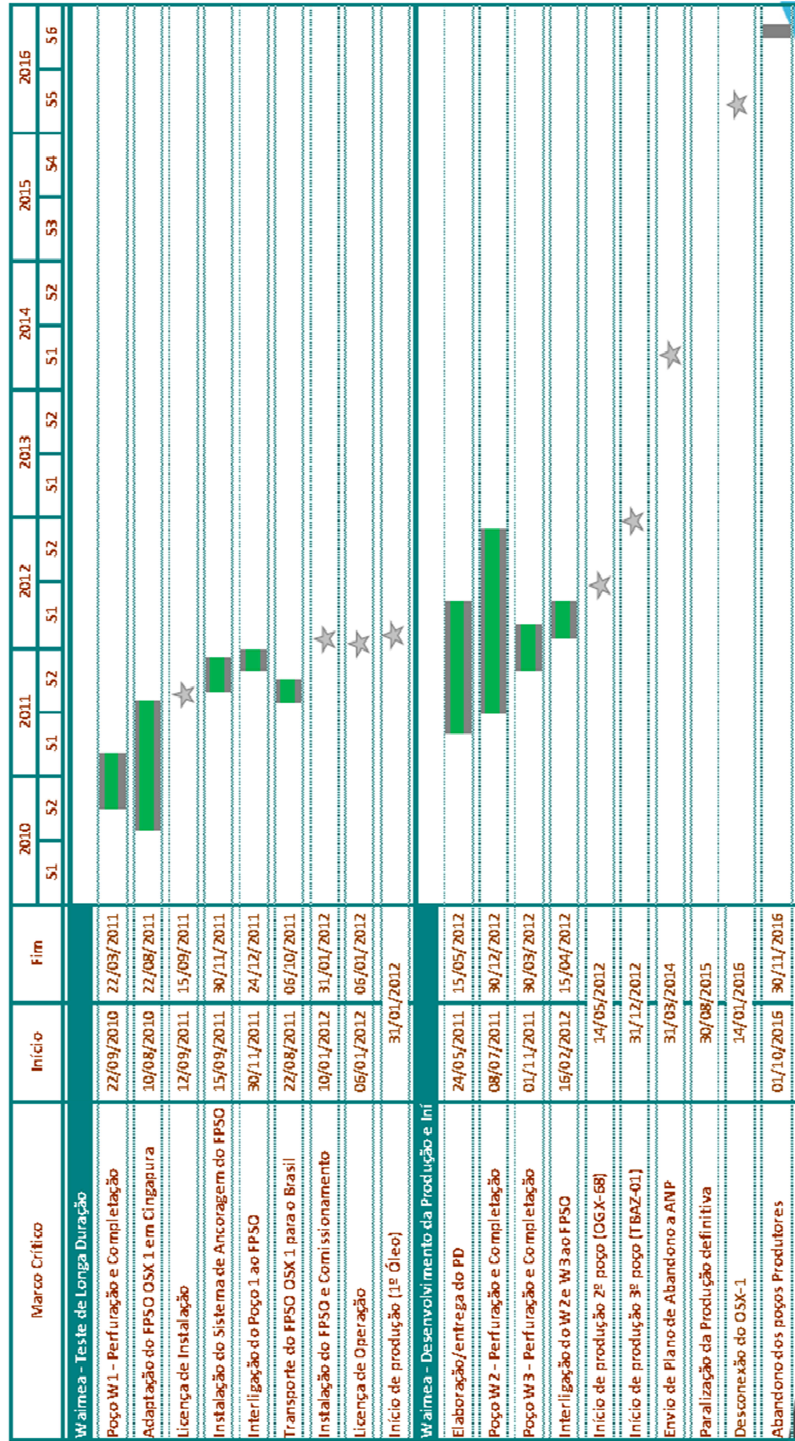 Marco Crítico Início Fim 2010 2011 2012 2013 2014 2015 2016
S1 S2 S1 S2 S1 S2 S1 S2 S1 S2 S3 S4 S5 S6
Waimea - Teste de Longa Duração
Poço W1 - Perfuração e Completação 22/09/2010 22/03/2011
Adaptação do FPSO OSX 1 em Cingapura 10/08/2010 22/08/2011
Licença de Instalação 12/09/2011 15/09/2011
Instalação do Sistema de Ancoragem do FPSO 15/09/2011 30/11/2011
Interligação do Poço 1 ao FPSO 30/11/2011 24/12/2011
Transporte do FPSO OSX 1 para o Brasil 22/08/2011 06/10/2011
Instalação do FPSO e Comissionamento 10/01/2012 31/01/2012
Licença de Operação 06/01/2012 06/01/2012
Início de produção (1º Óleo) 31/01/2012
Waimea - Desenvolvimento da Produção e Iní
Elaboração/entrega do PD 24/05/2011 15/05/2012
Poço W2 - Perfuração e Completação 08/07/2011 30/12/2012
Poço W3 - Perfuração e Completação 01/11/2011 30/03/2012
Interligação do W2 e W3 ao FPSO 16/02/2012 15/04/2012
Início de produção 2º poço [OGX-68] 14/05/2012
Início de produção 3º poço [TBAZ-01] 31/12/2012
Envio de Plano de Abandono a ANP 31/03/2014
Paralização da Produção definitiva 30/08/2015
Desconexão do OSX-1 14/01/2016
Abandono dos poços Produtores 01/10/2016 30/11/2016